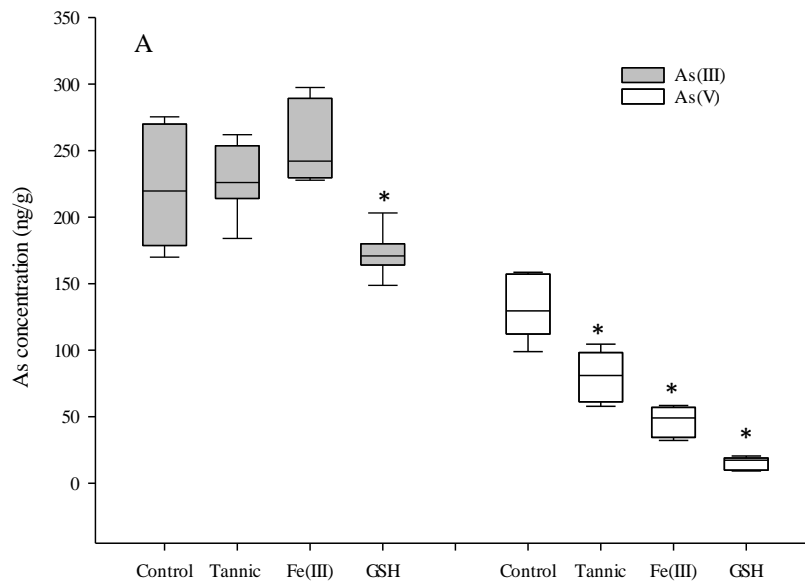 A
As(III)
As(V)
As concentration (ng/g)
350
300
250
200
150
100
50
0
*
*
*
*
Control Tannic Fe(III) GSH Control Tannic Fe(III) GSH